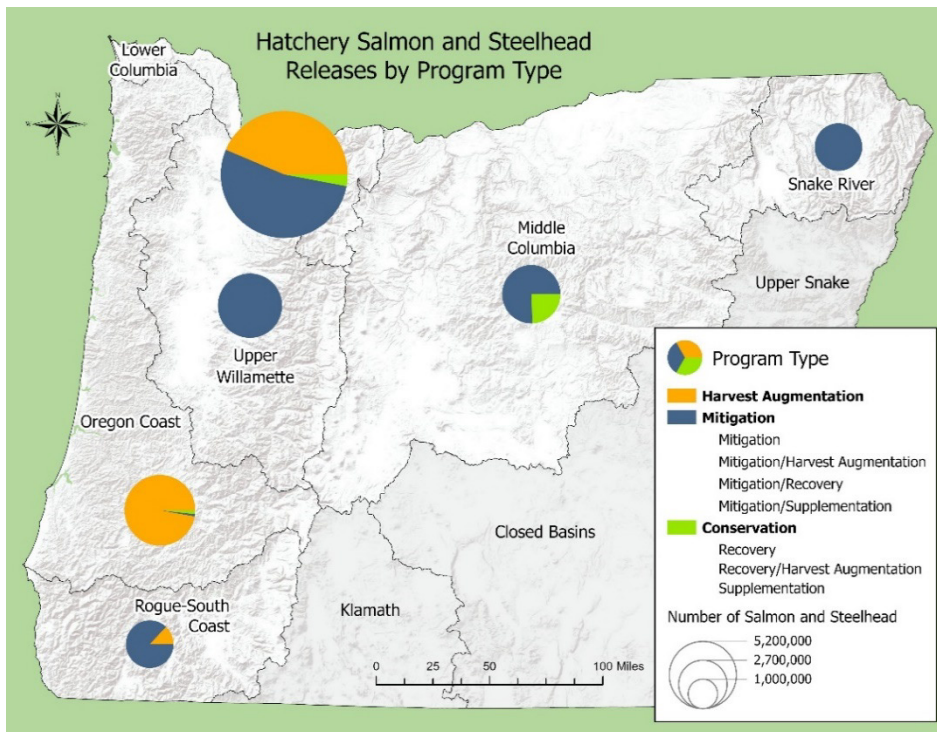 Hatchery Salmon and Steelhead
Releases by Program Type
Lower
Columbia
N
S
W
E
Snake River
Middle
Columbia
Upper Snake
Upper
Willamette
Oregon Coast
Closed Basins
Rogue-South
Coast
Klamath
0 25 50 100 Miles
Program Type
Harvest Augmentation
Mitigation
Mitigation
Mitigation/Harvest Augmentation
Mitigation/Recovery
Mitigation/Supplementation
Conservation
Recovery
Recovery/Harvest Augmentation
Supplementation
Number of Salmon and Steelhead
5,200,000
2,700,000
1,000,000